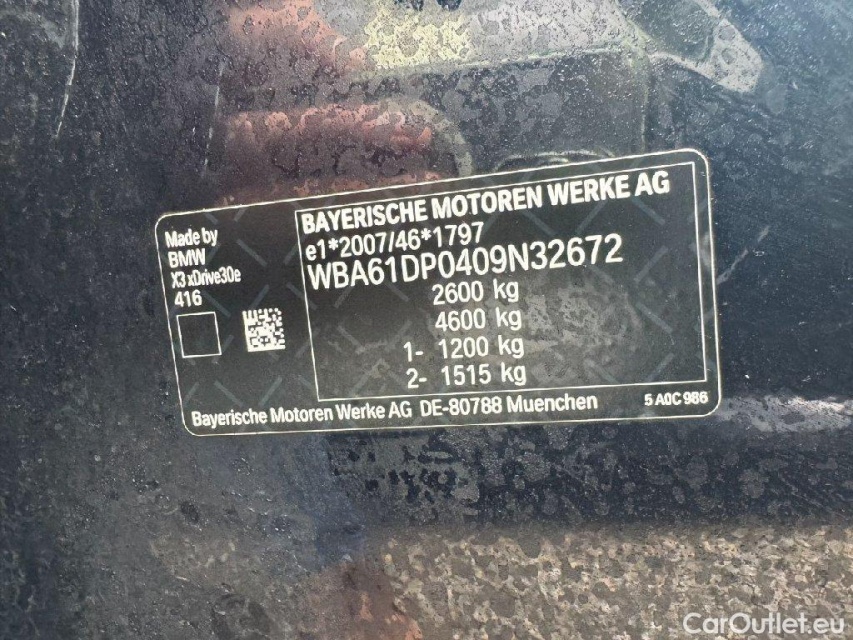 BAYERISCHE MOTOREN WERKE AG
e1*2007/46*1797
WBA61DP0409N32672
2600 kg
4600 kg
1- 1200 kg
2- 1515 kg
Made by
BMW
X3 xDrive30e
416
Bayerische Motoren Werke AG DE-80788 Muenchen
5 A0C 986
CarOutlet.eu